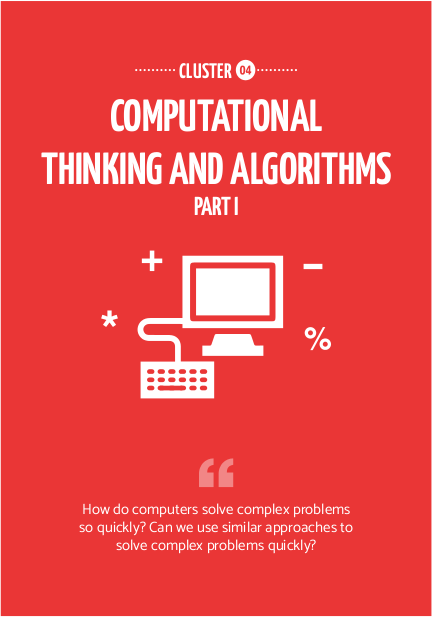 CLUSTER 04
COMPUTATIONAL
THINKING AND ALGORITHMS
PART I
+
–
*
%
“
How do computers solve complex problems
so quickly? Can we use similar approaches to
solve complex problems quickly?